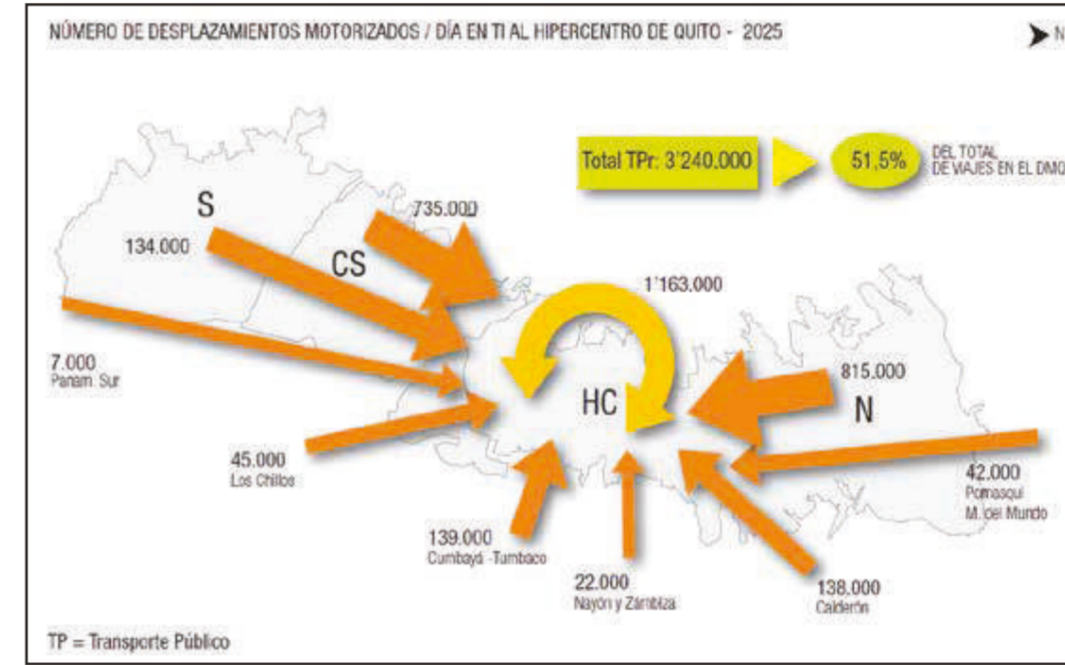 NÚMERO DE DESPLAZAMIENTOS MOTORIZADOS / DÍA EN TI AL HIPERCENTRO DE QUITO - 2025
N
Total TPr: 3'240.000
51,5%
DEL TOTAL
DE VIAJES EN EL DMQ
S
735.000
134.000
CS
1'163.000
7.000
Panam. Sur
815.000
HC
N
45.000
Los Chillos
42.000
Pomasqui
M. del Mundo
139.000
Cumbayá -Tumbaco
22.000
Nayón y Zámbiza
138.000
Calderón
TP = Transporte Público